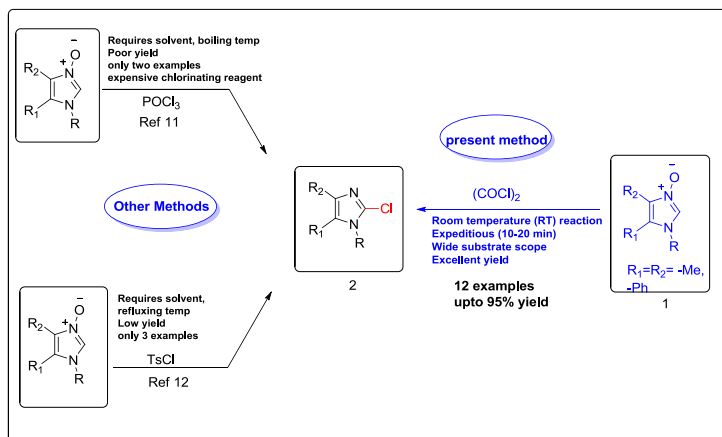 Requires solvent, boiling temp
Poor yield
only two examples
expensive chlorinating reagent
POCl3
Ref 11
O
−
N
+
R2
R1
N
R
Other Methods
Requires solvent,
refluxing temp
Low yield
only 3 examples
TsCl
Ref 12
O
−
N
+
R2
R1
N
R
R2
N
Cl
R1
N
R
2
present method
(COCl)2
Room temperature (RT) reaction
Expeditious (10-20 min)
Wide substrate scope
Excellent yield
12 examples
upto 95% yield
O
−
N
+
R2
R1
N
R
R1=R2= -Me,
-Ph
1